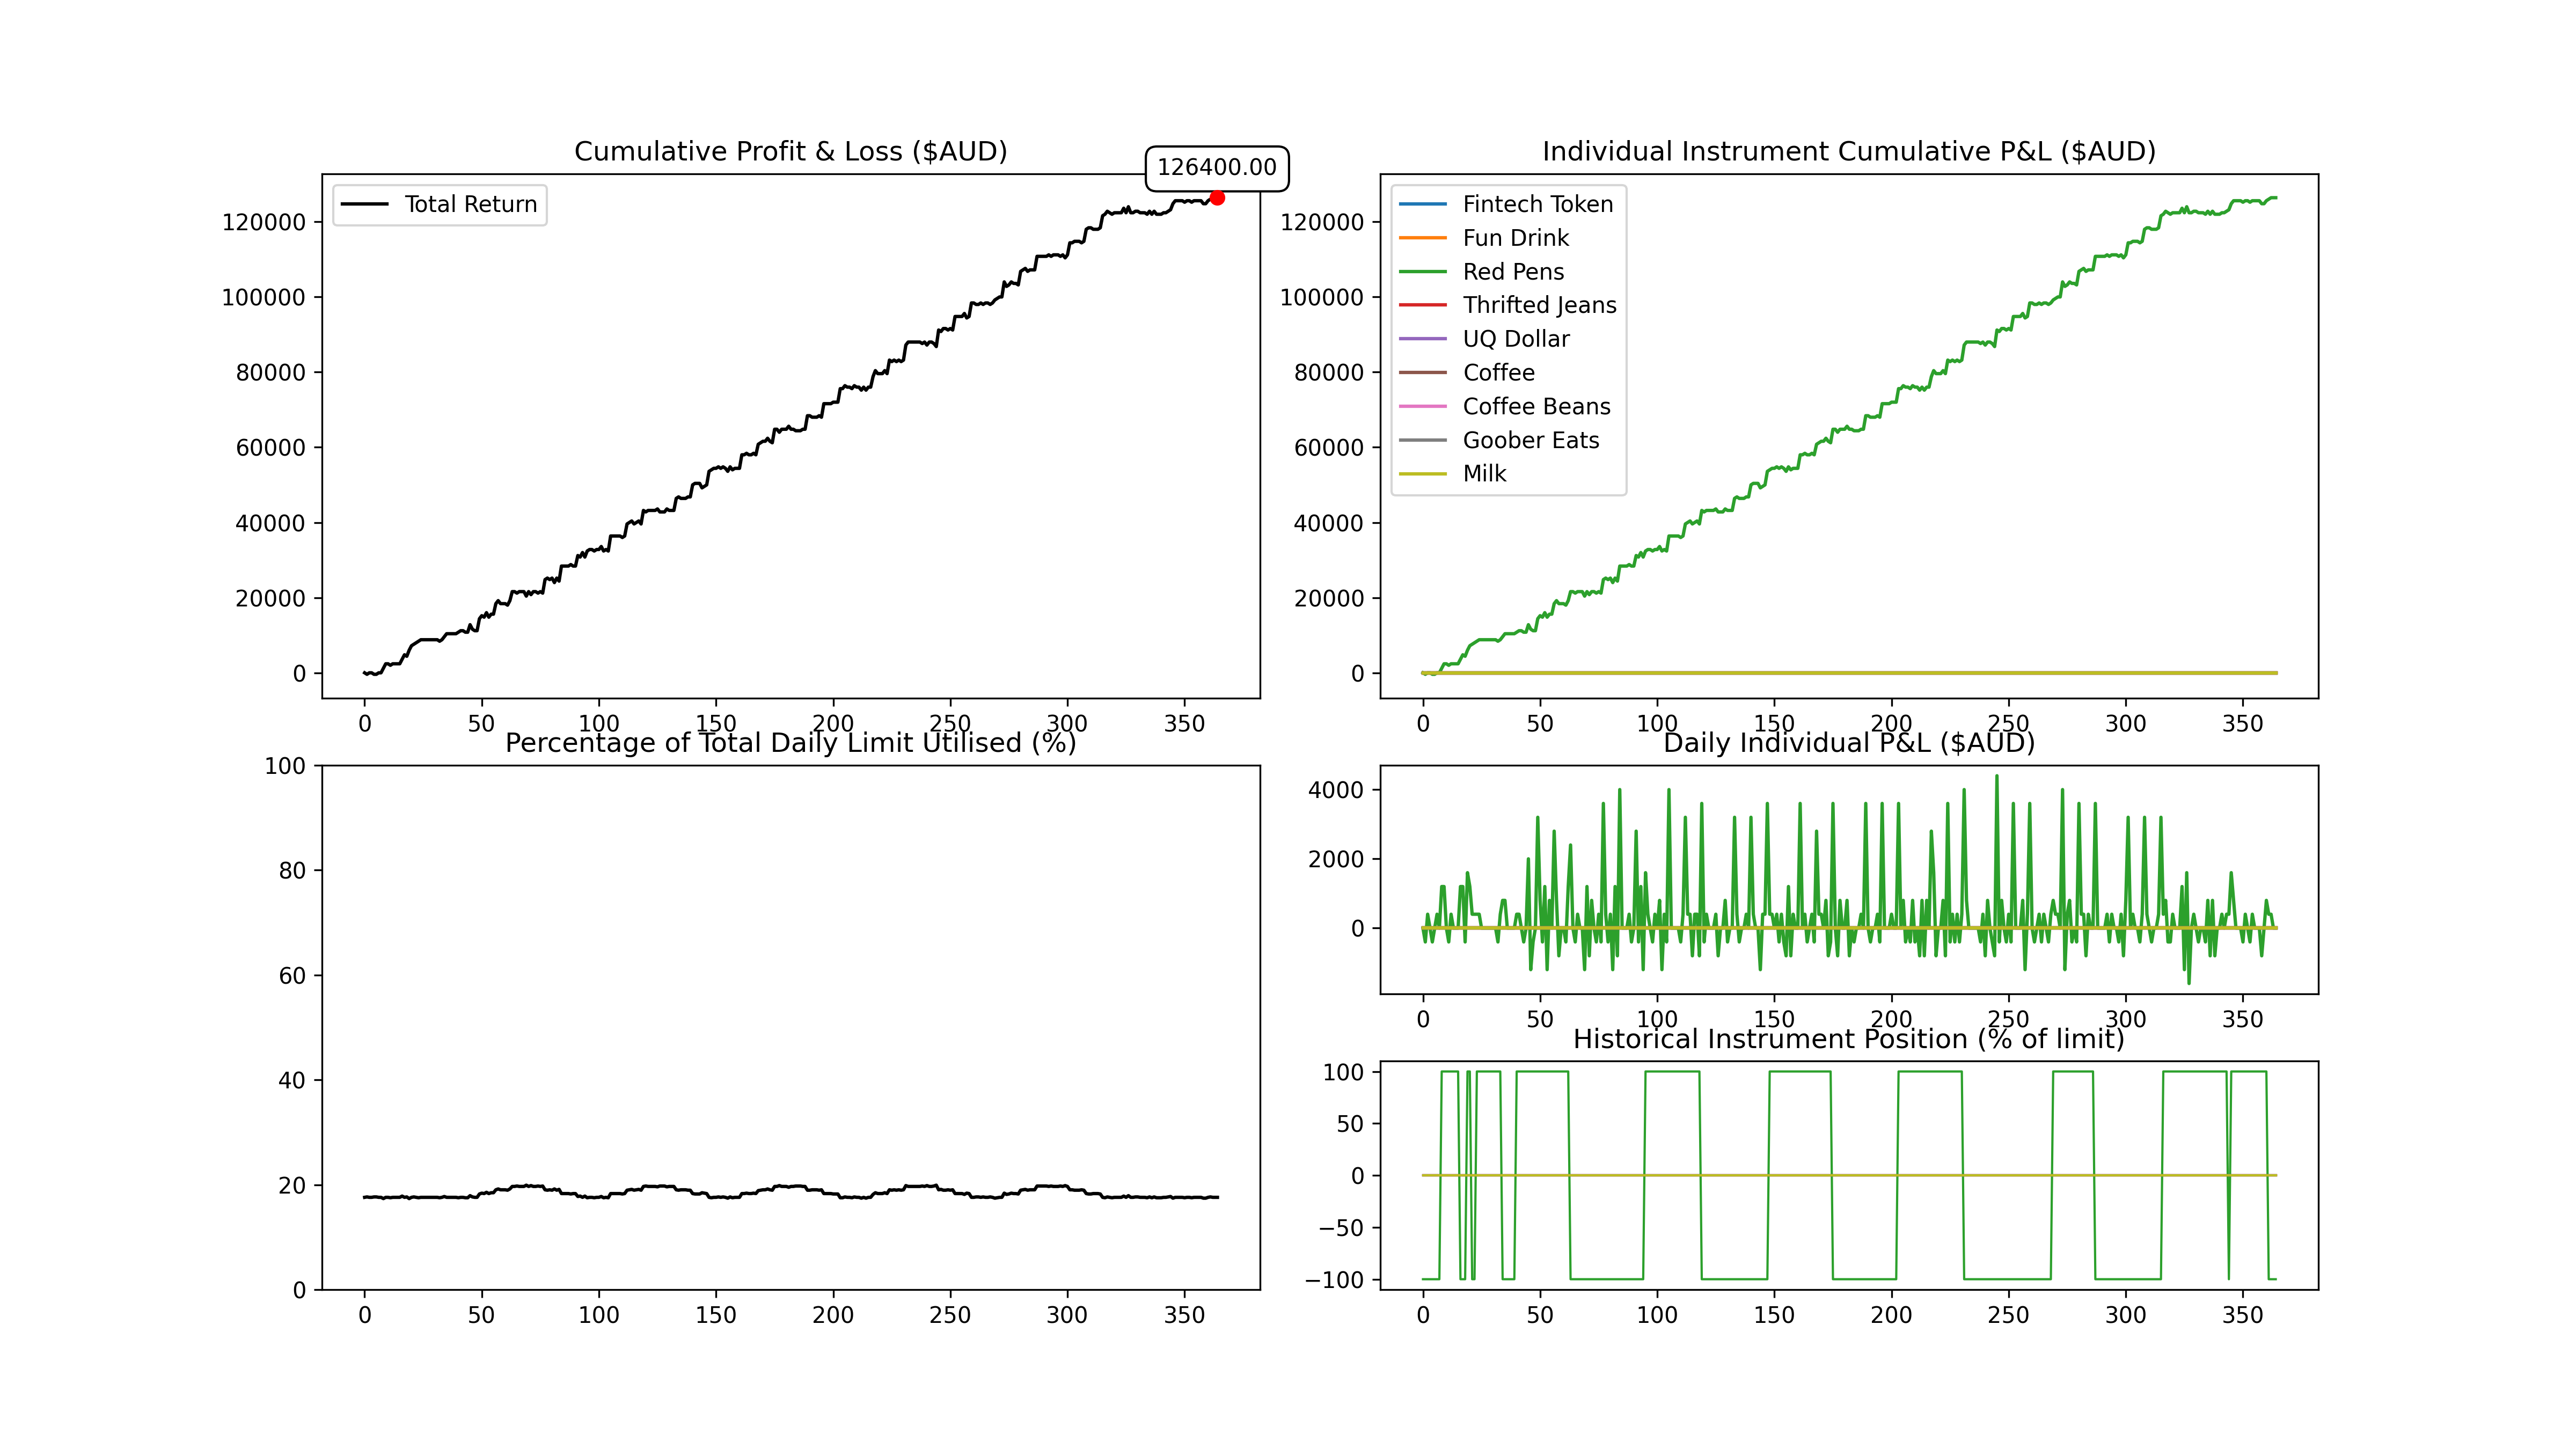 Cumulative Profit & Loss ($AUD)
126400.00
Total Return
120000
100000
80000
60000
40000
20000
0
0 50 100 150 200 250 300 350
Individual Instrument Cumulative P&L ($AUD)
Fintech Token
Fun Drink
Red Pens
Thrifted Jeans
UQ Dollar
Coffee
Coffee Beans
Goober Eats
Milk
120000
100000
80000
60000
40000
20000
0
0 50 100 150 200 250 300 350
Percentage of Total Daily Limit Utilised (%)
100
80
60
40
20
0
0 50 100 150 200 250 300 350
Daily Individual P&L ($AUD)
4000
2000
0
0 50 100 150 200 250 300 350
Historical Instrument Position (% of limit)
100
50
0
−50
−100
0 50 100 150 200 250 300 350